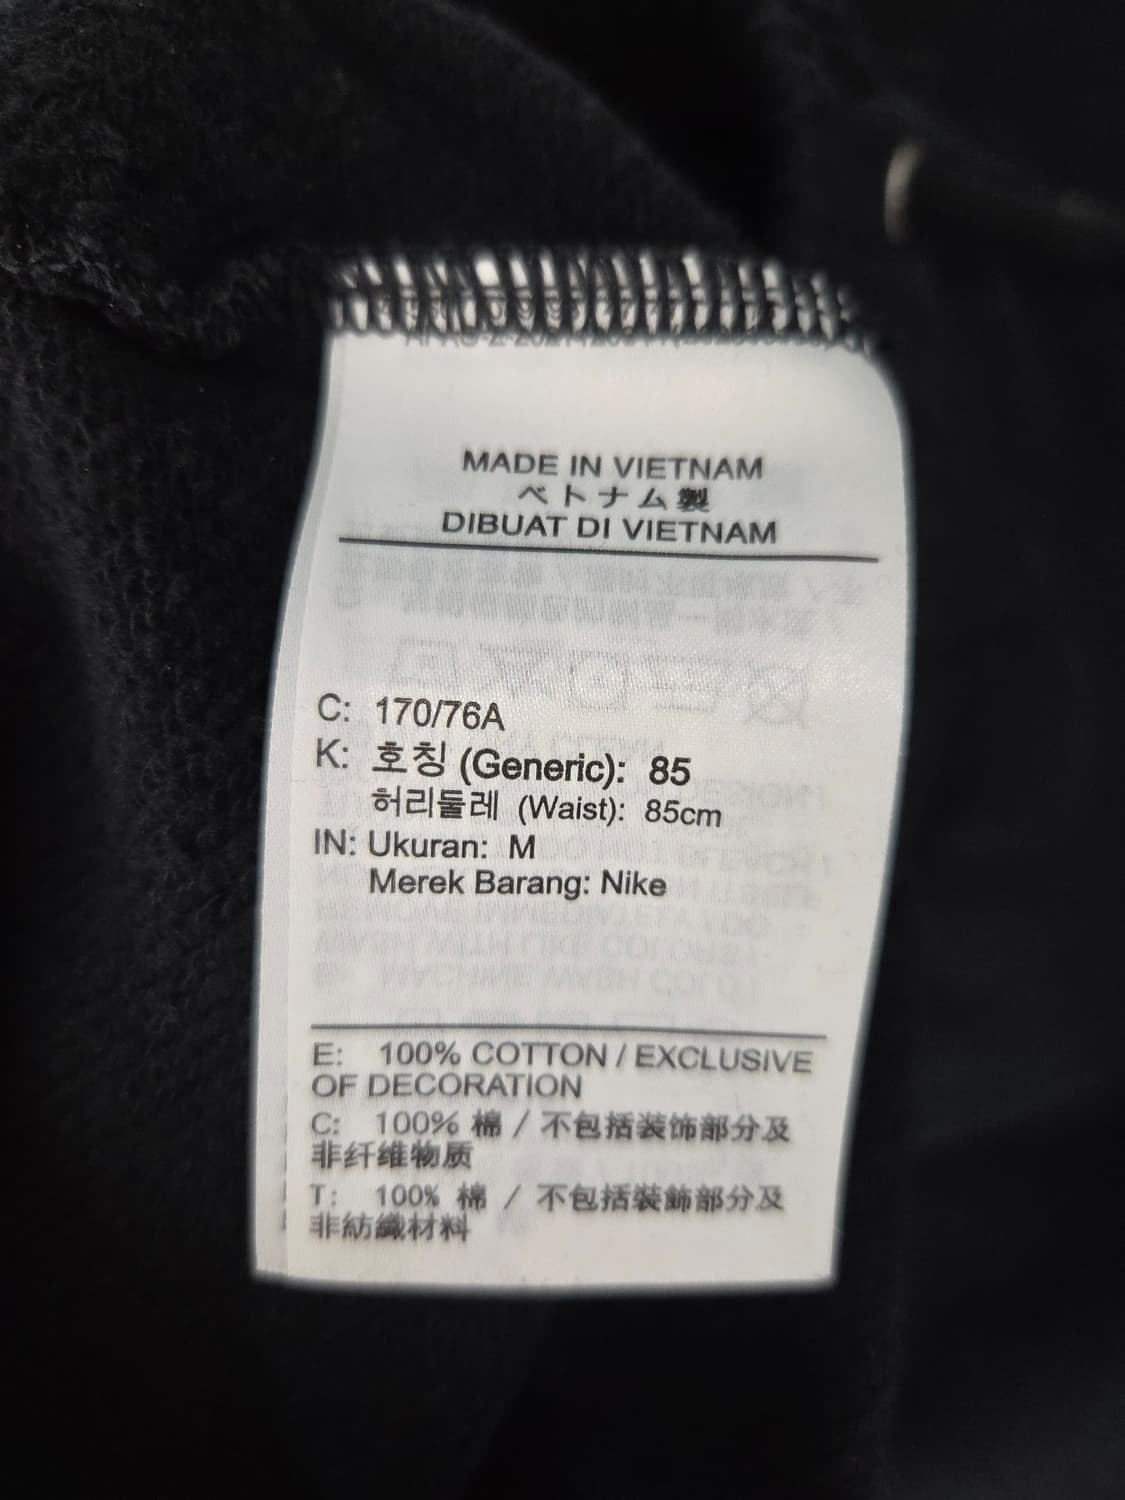 MADE IN VIETNAM
ベトナム製
DIBUAT DI VIETNAM
C: 170/76A
K: 호칭 (Generic): 85
허리둘레 (Waist): 85cm
IN: Ukuran: M
Merek Barang: Nike
E: 100% COTTON / EXCLUSIVE
OF DECORATION
C: 100% 棉 / 不包括装饰部分及
非纤维物质
T: 100% 棉 / 不包括裝飾部分及
非紡織材料